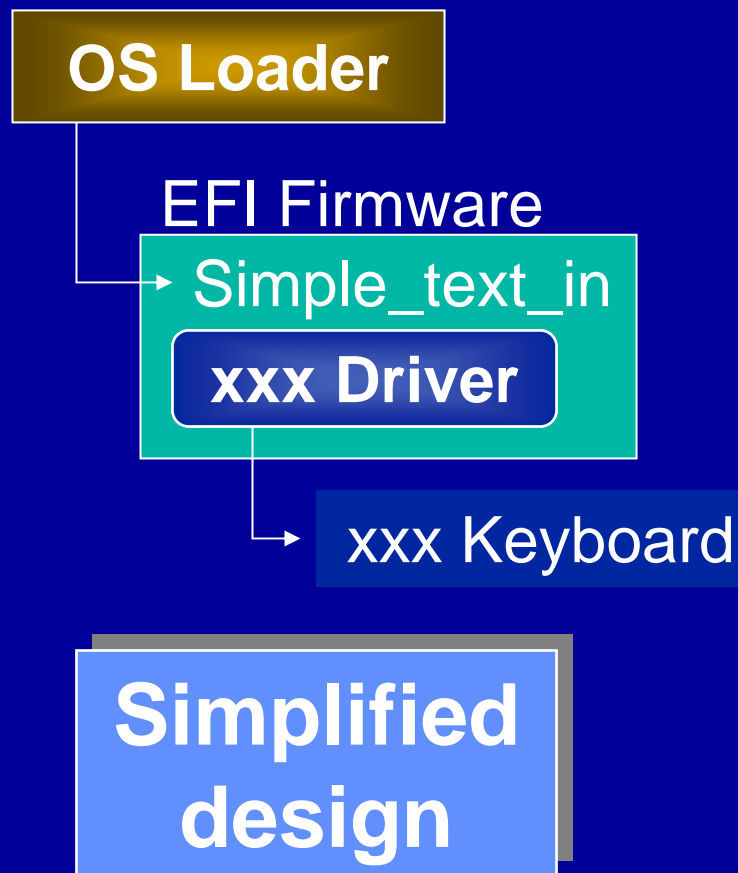 OS Loader
EFI Firmware
Simple_text_in
xxx Driver
xxx Keyboard
Simplified
design